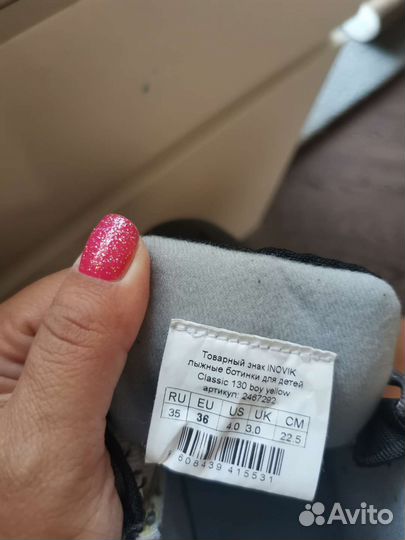 Товарный знак INOVIK
лыжные ботинки для детей
Classic 130 boy yellow
артикул: 2467292
RU EU US UK CM
35 36 4.0 3.0 22.5
1608439 415531
Avito